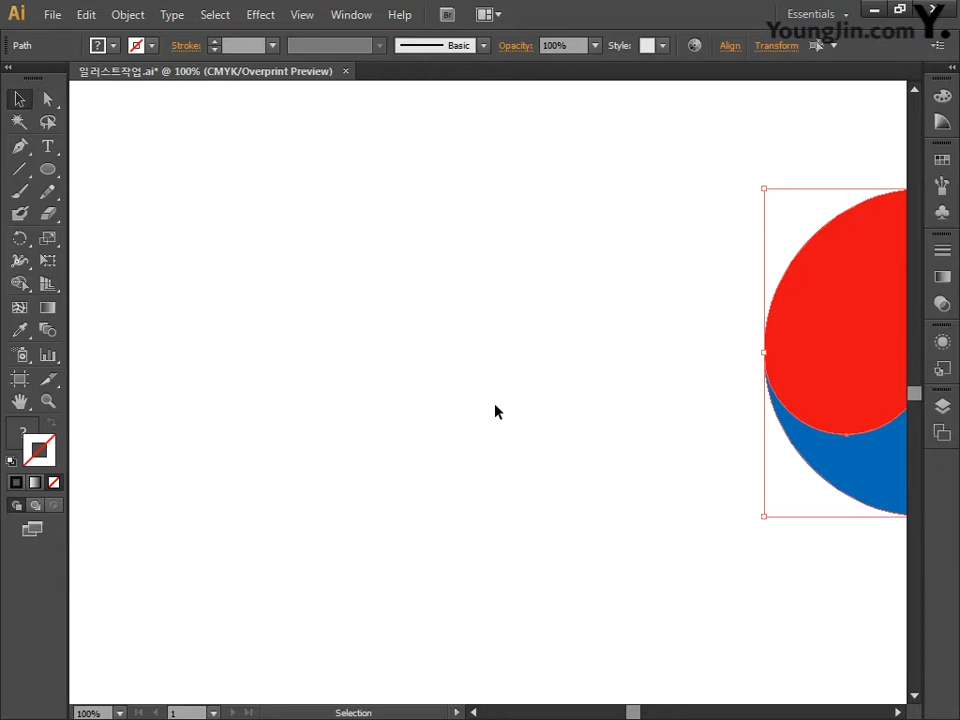 Ai File Edit Object Type Select Effect View Window Help Br Essentials
YoungJin.com Y.
Path ? Stroke: Basic Opacity: 100% Style: Align Transform
일러스트작업.ai* @ 100% (CMYK/Overprint Preview) ×
T
?
100% 1 Selection